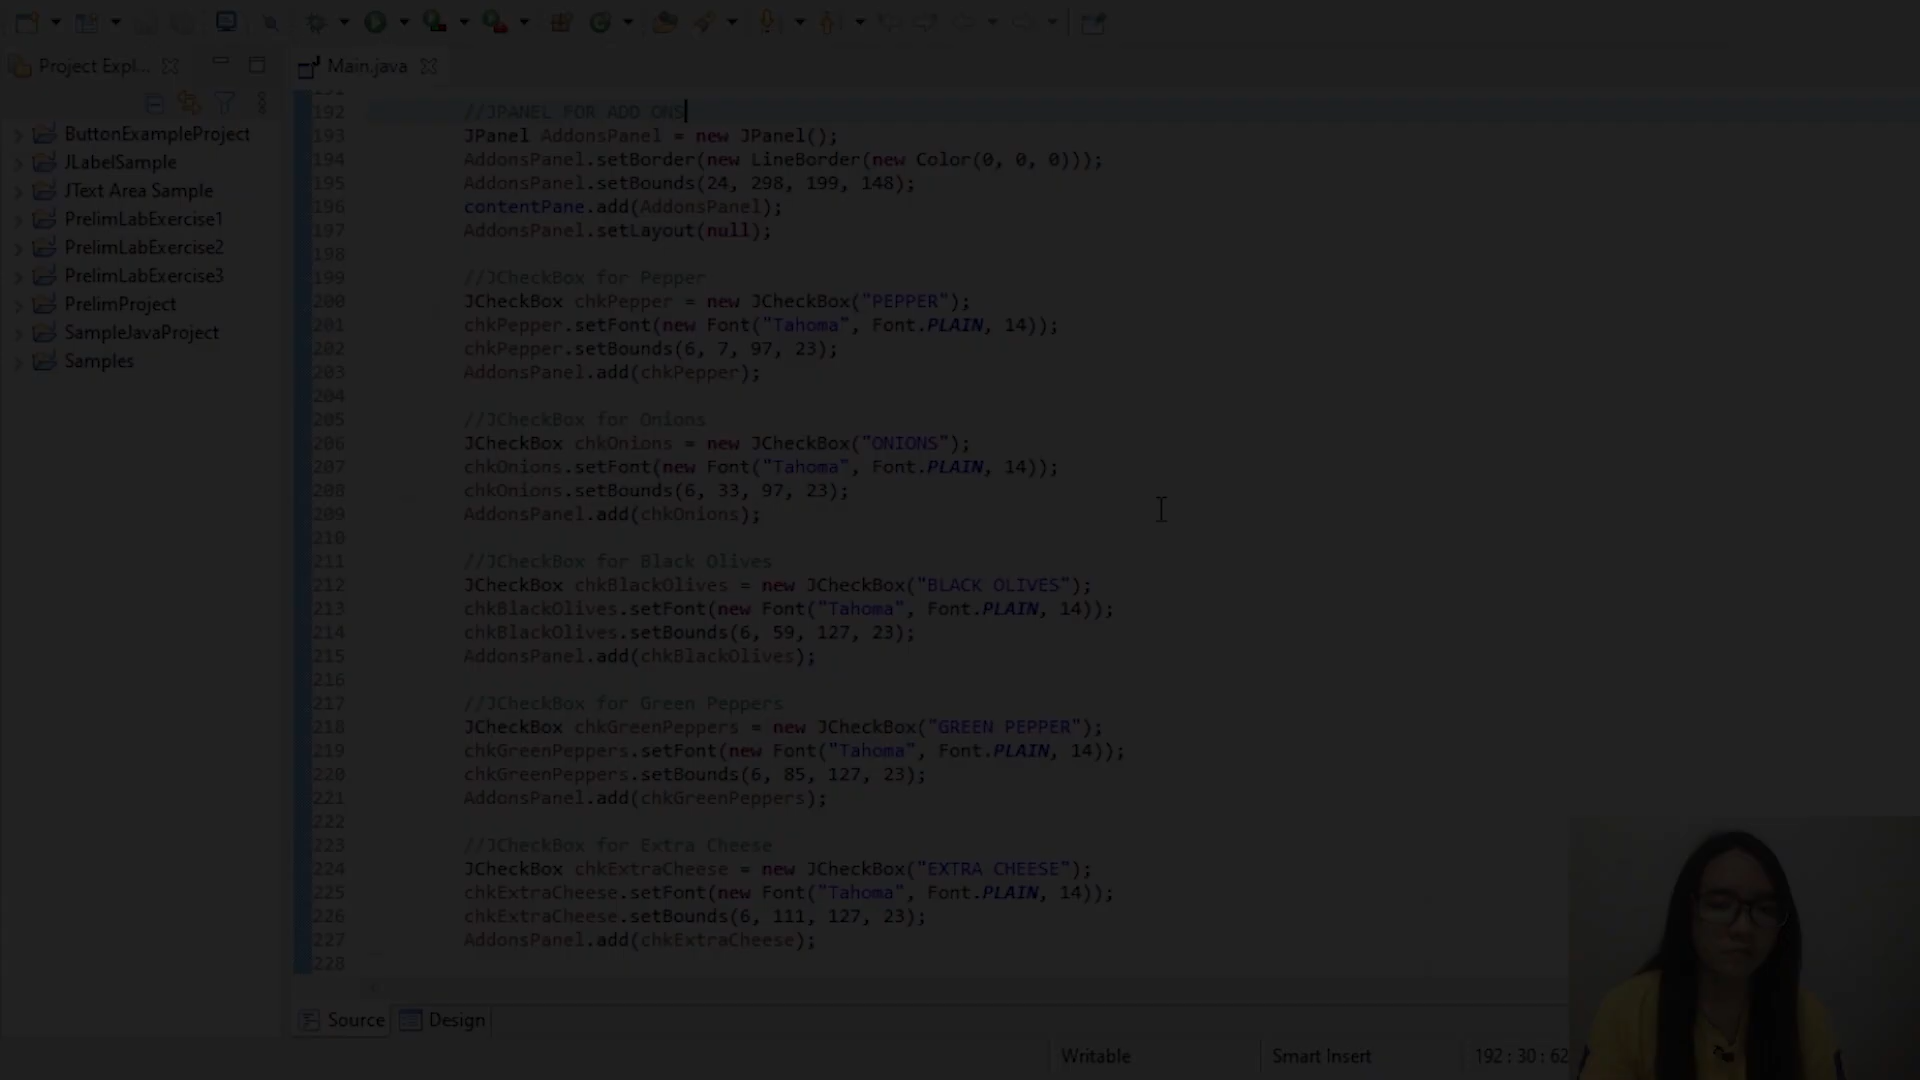 Project Expl...
Main.java
ButtonExampleProject
JLabelSample
JText Area Sample
PrelimLabExercise1
PrelimLabExercise2
PrelimLabExercise3
PrelimProject
SampleJavaProject
Samples
192 //JPANEL FOR ADD ONS
193 JPanel AddonsPanel = new JPanel();
194 AddonsPanel.setBorder(new LineBorder(new Color(0, 0, 0)));
195 AddonsPanel.setBounds(24, 298, 199, 148);
196 contentPane.add(AddonsPanel);
197 AddonsPanel.setLayout(null);
198
199 //JCheckBox for Pepper
200 JCheckBox chkPepper = new JCheckBox("PEPPER");
201 chkPepper.setFont(new Font("Tahoma", Font.PLAIN, 14));
202 chkPepper.setBounds(6, 7, 97, 23);
203 AddonsPanel.add(chkPepper);
204
205 //JCheckBox for Onions
206 JCheckBox chkOnions = new JCheckBox("ONIONS");
207 chkOnions.setFont(new Font("Tahoma", Font.PLAIN, 14));
208 chkOnions.setBounds(6, 33, 97, 23);
209 AddonsPanel.add(chkOnions);
210
211 //JCheckBox for Black Olives
212 JCheckBox chkBlackOlives = new JCheckBox("BLACK OLIVES");
213 chkBlackOlives.setFont(new Font("Tahoma", Font.PLAIN, 14));
214 chkBlackOlives.setBounds(6, 59, 127, 23);
215 AddonsPanel.add(chkBlackOlives);
216
217 //JCheckBox for Green Peppers
218 JCheckBox chkGreenPeppers = new JCheckBox("GREEN PEPPER");
219 chkGreenPeppers.setFont(new Font("Tahoma", Font.PLAIN, 14));
220 chkGreenPeppers.setBounds(6, 85, 127, 23);
221 AddonsPanel.add(chkGreenPeppers);
222
223 //JCheckBox for Extra Cheese
224 JCheckBox chkExtraCheese = new JCheckBox("EXTRA CHEESE");
225 chkExtraCheese.setFont(new Font("Tahoma", Font.PLAIN, 14));
226 chkExtraCheese.setBounds(6, 111, 127, 23);
227 AddonsPanel.add(chkExtraCheese);
228
Source Design
Writable Smart Insert 192 : 30 : 62